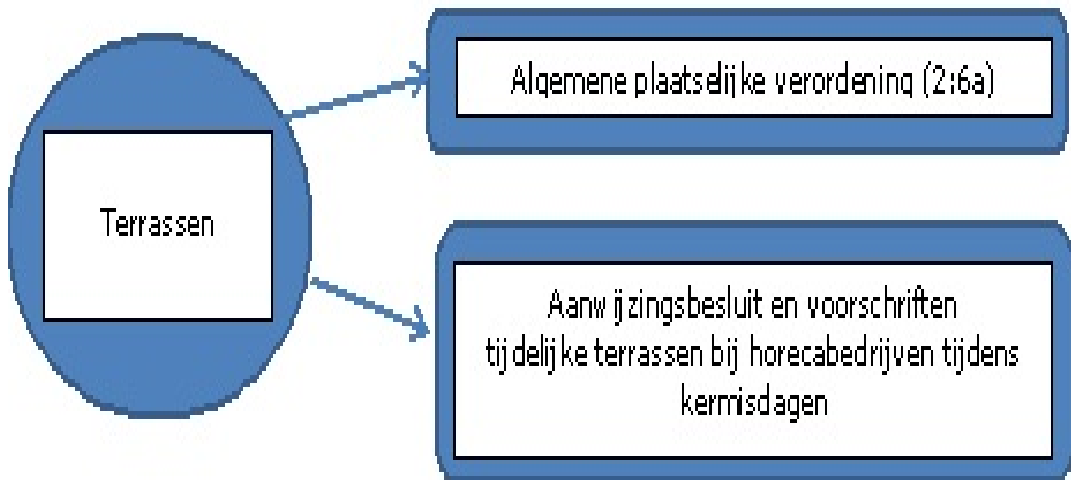 Algemene plaatselijke verordening (2:6a)
Terrassen
Aanwijzingsbesluit en voorschriften
tijdelijke terrassen bij horecabedrijven tijdens
kermisdagen